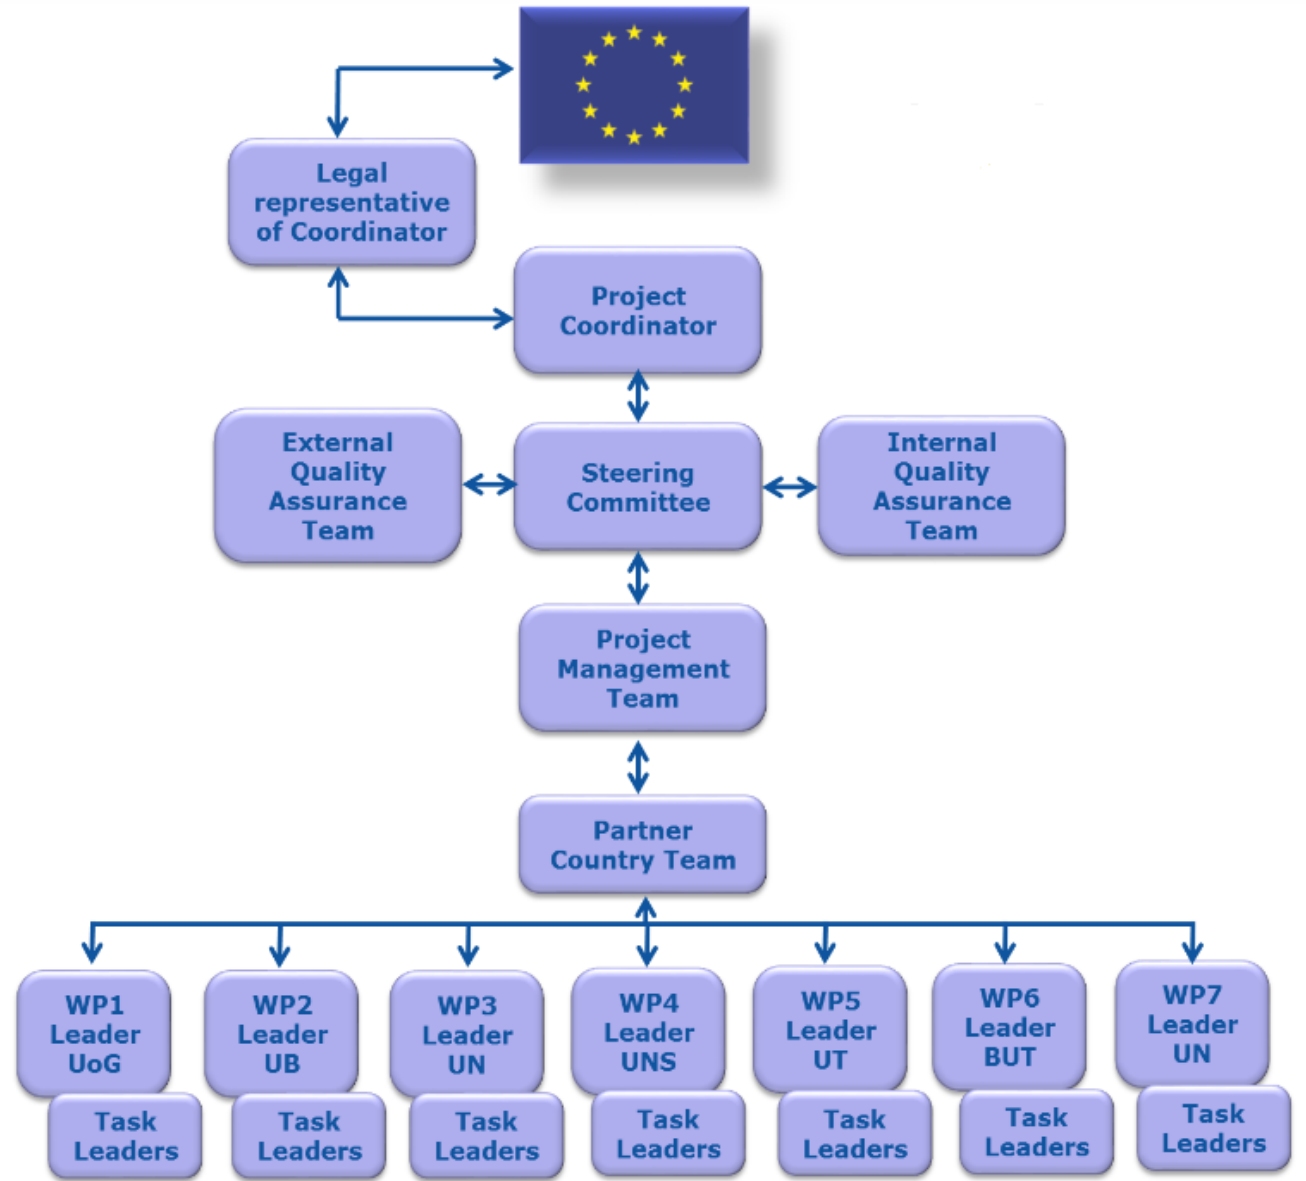 Legal
representative
of Coordinator
Project
Coordinator
External
Quality
Assurance
Team
Steering
Committee
Internal
Quality
Assurance
Team
Project
Management
Team
Partner
Country Team
WP1
Leader
UoG
Task
Leaders
WP2
Leader
UB
Task
Leaders
WP3
Leader
UN
Task
Leaders
WP4
Leader
UNS
Task
Leaders
WP5
Leader
UT
Task
Leaders
WP6
Leader
BUT
Task
Leaders
WP7
Leader
UN
Task
Leaders